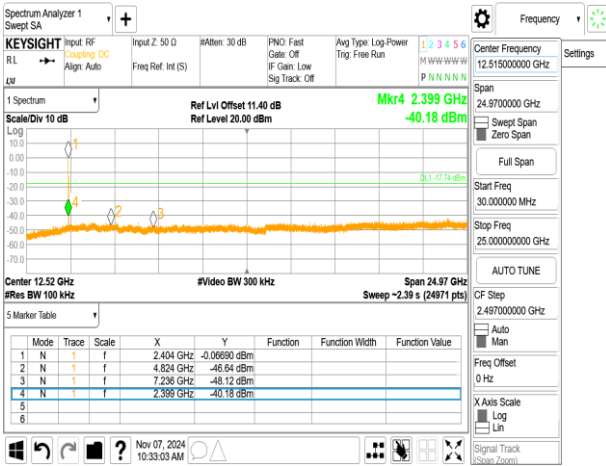 Spectrum Analyzer 1
Swept SA
+
Frequency
KEYSIGHT
RL
LXI
Input: RF
Coupling: DC
Align: Auto
Input Z: 50 Ω
Freq Ref: Int (S)
#Atten: 30 dB
PNO: Fast
Gate: Off
IF Gain: Low
Sig Track: Off
Avg Type: Log-Power
Trig: Free Run
1 2 3 4 5 6
M W W W W W
P N N N N N
Center Frequency
12.515000000 GHz
Settings
1 Spectrum
Scale/Div 10 dB
Ref Lvl Offset 11.40 dB
Ref Level 20.00 dBm
Mkr4 2.399 GHz
-40.18 dBm
Log
10.0
0.00
-10.0
-20.0
-30.0
-40.0
-50.0
-60.0
-70.0
1
4
2
3
DL1 -17.74 dBm
Center 12.52 GHz
#Res BW 100 kHz
#Video BW 300 kHz
Span 24.97 GHz
Sweep ~2.39 s (24971 pts)
Span
24.9700000 GHz
Swept Span
Zero Span
Full Span
Start Freq
30.000000 MHz
Stop Freq
25.000000000 GHz
AUTO TUNE
CF Step
2.497000000 GHz
Auto
Man
Freq Offset
0 Hz
X Axis Scale
Log
Lin
Signal Track
(Span Zoom)
5 Marker Table
Mode Trace Scale X Y Function Function Width Function Value
1 N 1 f 2.404 GHz -0.06690 dBm
2 N 1 f 4.824 GHz -46.64 dBm
3 N 1 f 7.236 GHz -48.12 dBm
4 N 1 f 2.399 GHz -40.18 dBm
5
6
?
Nov 07, 2024
10:33:03 AM